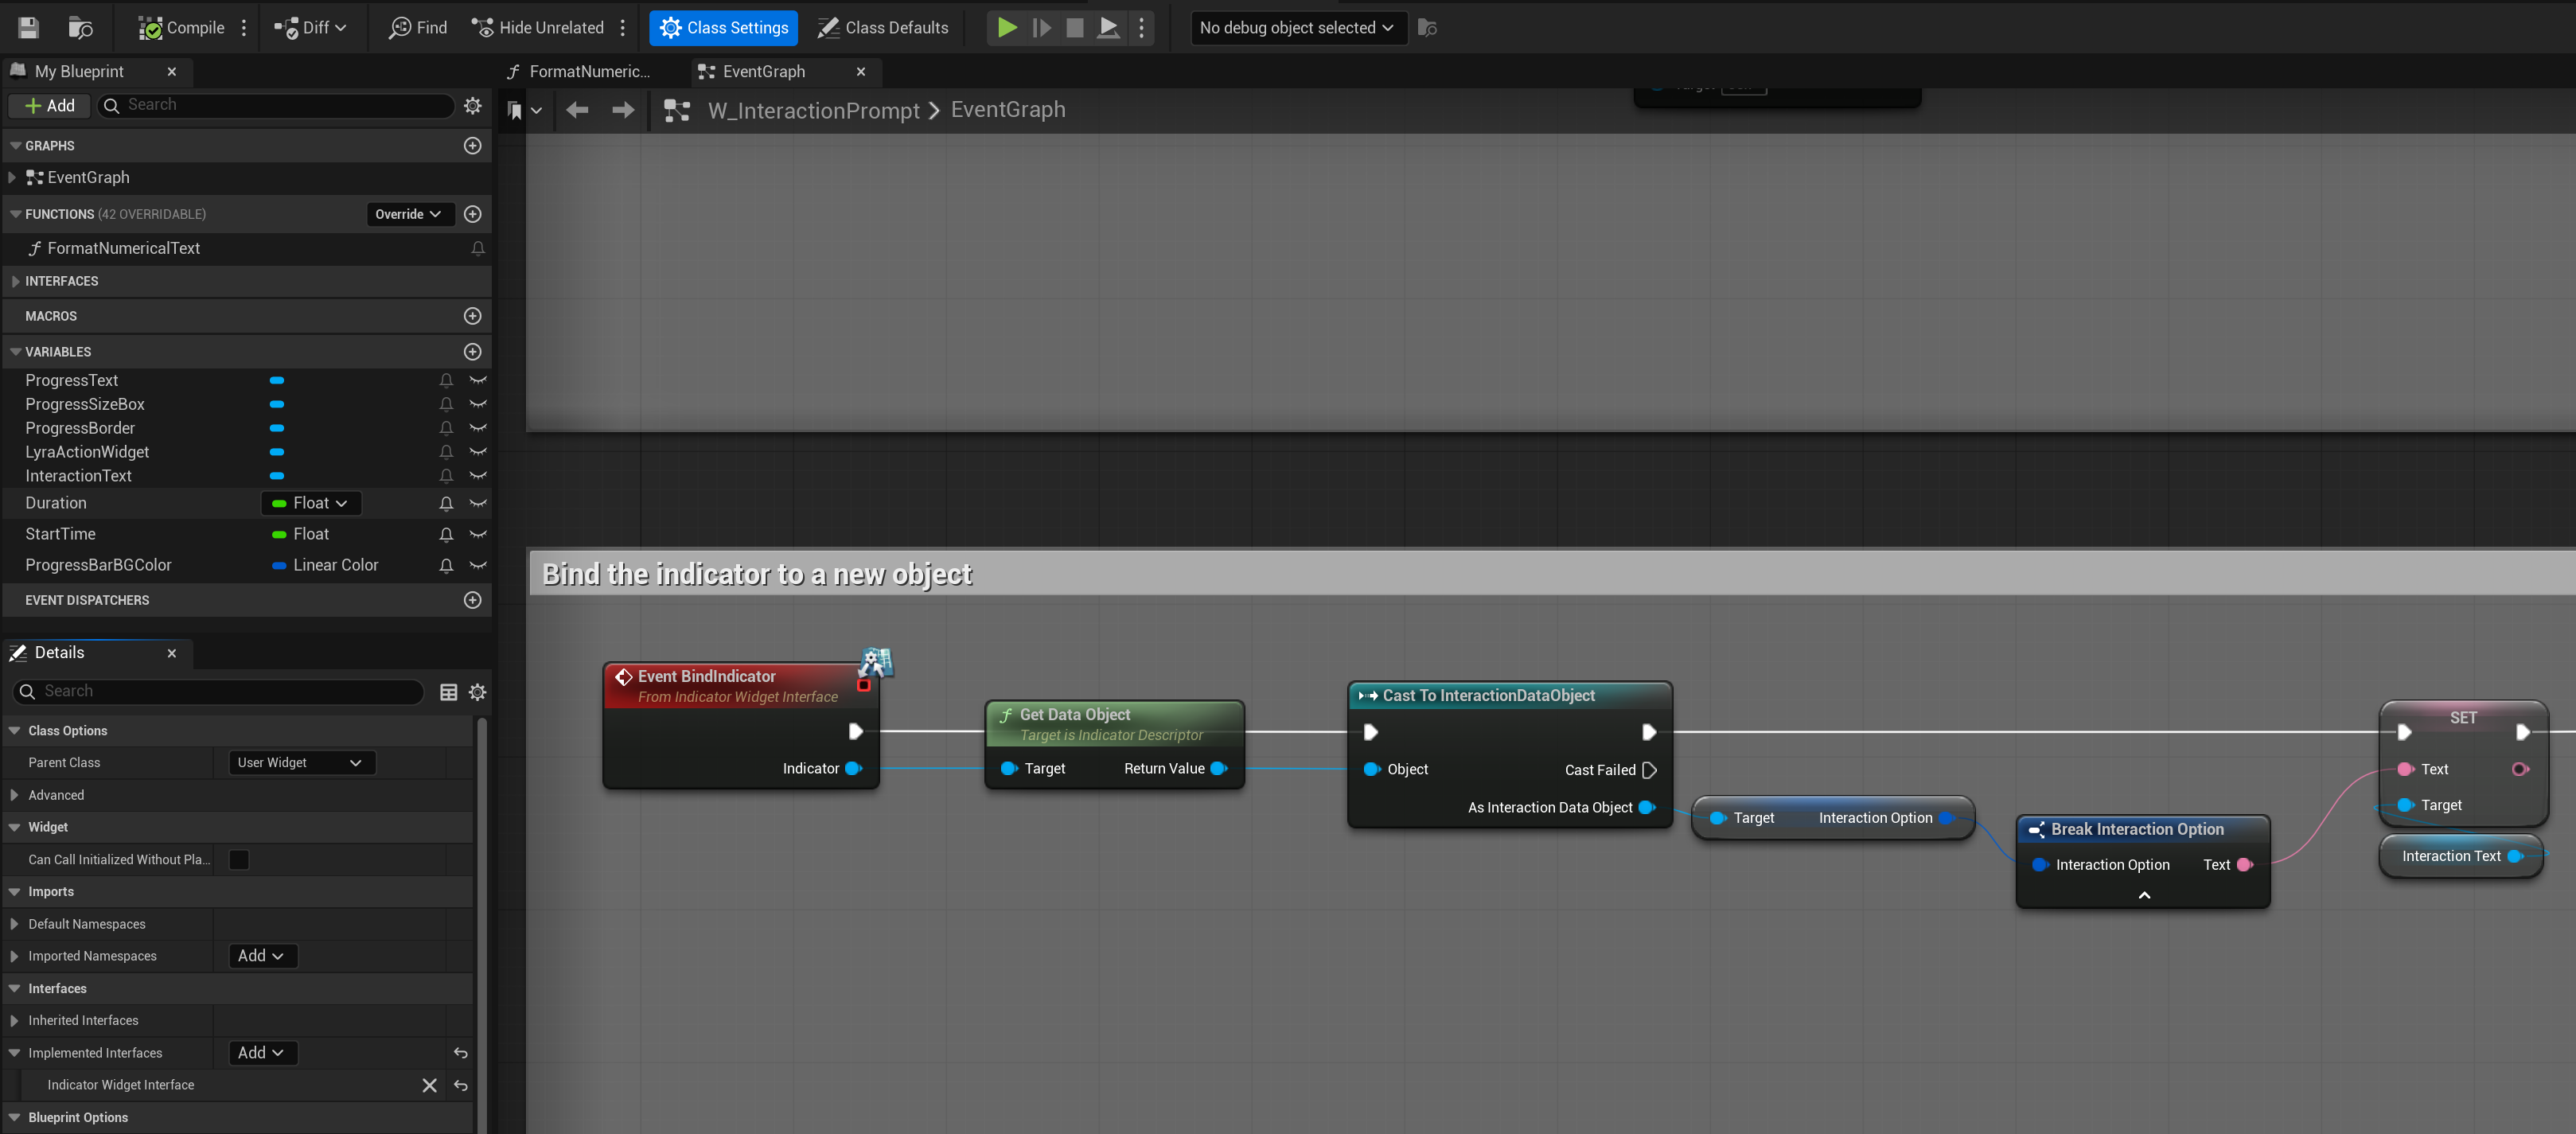 Compile
Diff
Find
Hide Unrelated
Class Settings
Class Defaults
No debug object selected
My Blueprint
FormatNumeric...
EventGraph
Add
Search
W_InteractionPrompt > EventGraph
GRAPHS
EventGraph
FUNCTIONS (42 OVERRIDABLE)
Override
FormatNumericalText
INTERFACES
MACROS
VARIABLES
ProgressText
ProgressSizeBox
ProgressBorder
LyraActionWidget
InteractionText
Duration Float
StartTime Float
ProgressBarBGColor Linear Color
EVENT DISPATCHERS
Details
Search
Class Options
Parent Class User Widget
Advanced
Widget
Can Call Initialized Without Pla...
Imports
Default Namespaces
Imported Namespaces Add
Interfaces
Inherited Interfaces
Implemented Interfaces Add
Indicator Widget Interface
Blueprint Options
Bind the indicator to a new object
Event BindIndicator
From Indicator Widget Interface
Indicator
Get Data Object
Target is Indicator Descriptor
Target Return Value
Cast To InteractionDataObject
Object Cast Failed
As Interaction Data Object
Target Interaction Option
Break Interaction Option
Interaction Option Text
SET
Text
Target
Interaction Text